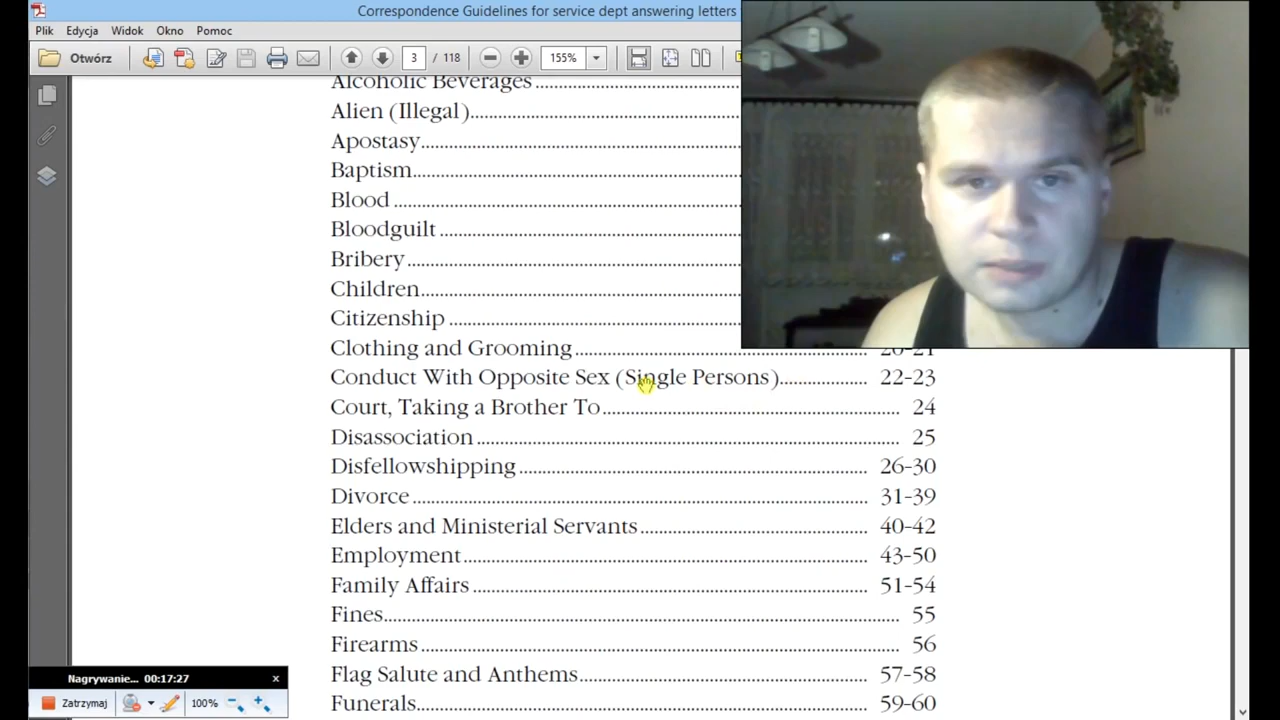 Correspondence Guidelines for service dept answering letters
Plik Edycja Widok Okno Pomoc
Otwórz 3 / 118 155%
Alcoholic Beverages
Alien (Illegal)
Apostasy
Baptism
Blood
Bloodguilt
Bribery
Children
Citizenship
Clothing and Grooming 20-21
Conduct With Opposite Sex (Single Persons) 22-23
Court, Taking a Brother To 24
Disassociation 25
Disfellowshipping 26-30
Divorce 31-39
Elders and Ministerial Servants 40-42
Employment 43-50
Family Affairs 51-54
Fines 55
Firearms 56
Flag Salute and Anthems 57-58
Funerals 59-60
Nagrywanie... 00:17:27 x
Zatrzymaj 100%